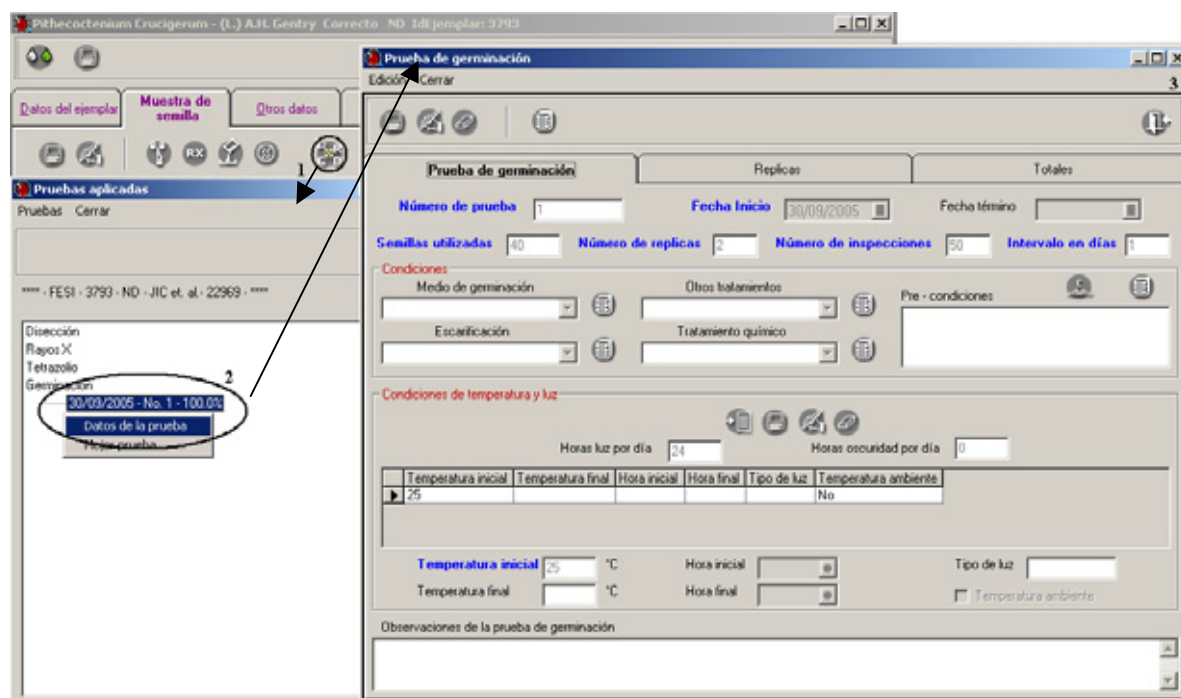 Pithecoctenium Crucigerum - (L.) A.H. Gentry Correcto ND IdEjemplar: 3793
Datos del ejemplar
Muestra de semilla
Otros datos
RX
1
Pruebas aplicadas
Pruebas Cerrar
**** - FESI - 3793 - ND - JIC et. al.- 22969 - ****
Disección
Rayos X
Tetrazolio
Germinación
2
30/09/2005 - No. 1 - 100.0%
Datos de la prueba
Mejor prueba
Prueba de germinación
Edición Cerrar
3
Prueba de germinación
Replicas
Totales
Número de prueba 1
Fecha Inicio 30/09/2005
Fecha término
Semillas utilizadas 40
Número de replicas 2
Número de inspecciones 50
Intervalo en días 1
Condiciones
Medio de germinación
Otros tratamientos
Pre - condiciones
Escarificación
Tratamiento químico
Condiciones de temperatura y luz
Horas luz por día 24
Horas oscuridad por día 0
Temperatura inicial Temperatura final Hora inicial Hora final Tipo de luz Temperatura ambiente
25 No
Temperatura inicial 25 °C
Hora inicial
Tipo de luz
Temperatura final °C
Hora final
Temperatura ambiente
Observaciones de la prueba de germinación